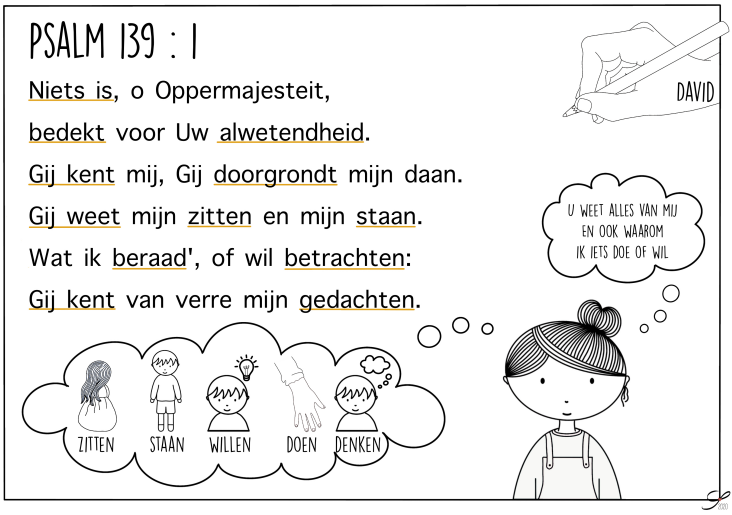 PSALM 139 : 1
Niets is, o Oppermajesteit,
bedekt voor Uw alwetendheid.
Gij kent mij, Gij doorgrondt mijn daan.
Gij weet mijn zitten en mijn staan.
Wat ik beraad', of wil betrachten:
Gij kent van verre mijn gedachten.
DAVID
U WEET ALLES VAN MIJ
EN OOK WAAROM
IK IETS DOE OF WIL
ZITTEN STAAN WILLEN DOEN DENKEN